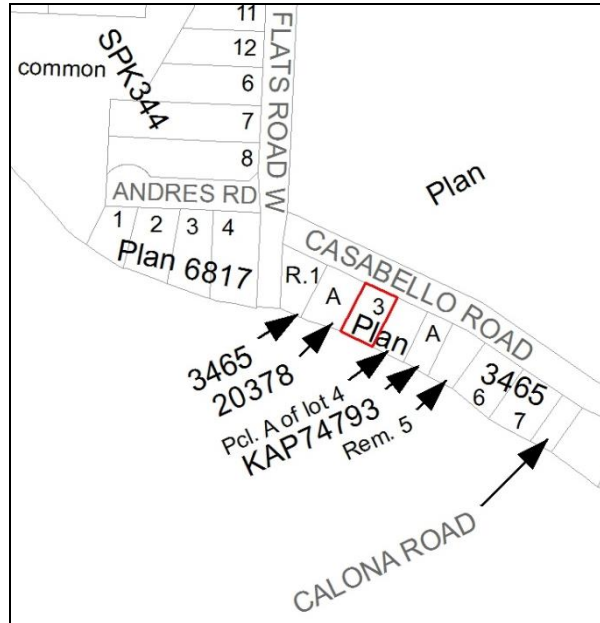 11
FLATS ROAD W
12
SPK344
common
6
7
8
Plan
ANDRES RD
1 2 3 4
Plan 6817
CASABELLO ROAD
R.1
A
3
Plan
A
3465
20378
3465
6
7
Pcl. A of lot 4
KAP74793
Rem. 5
CALONA ROAD